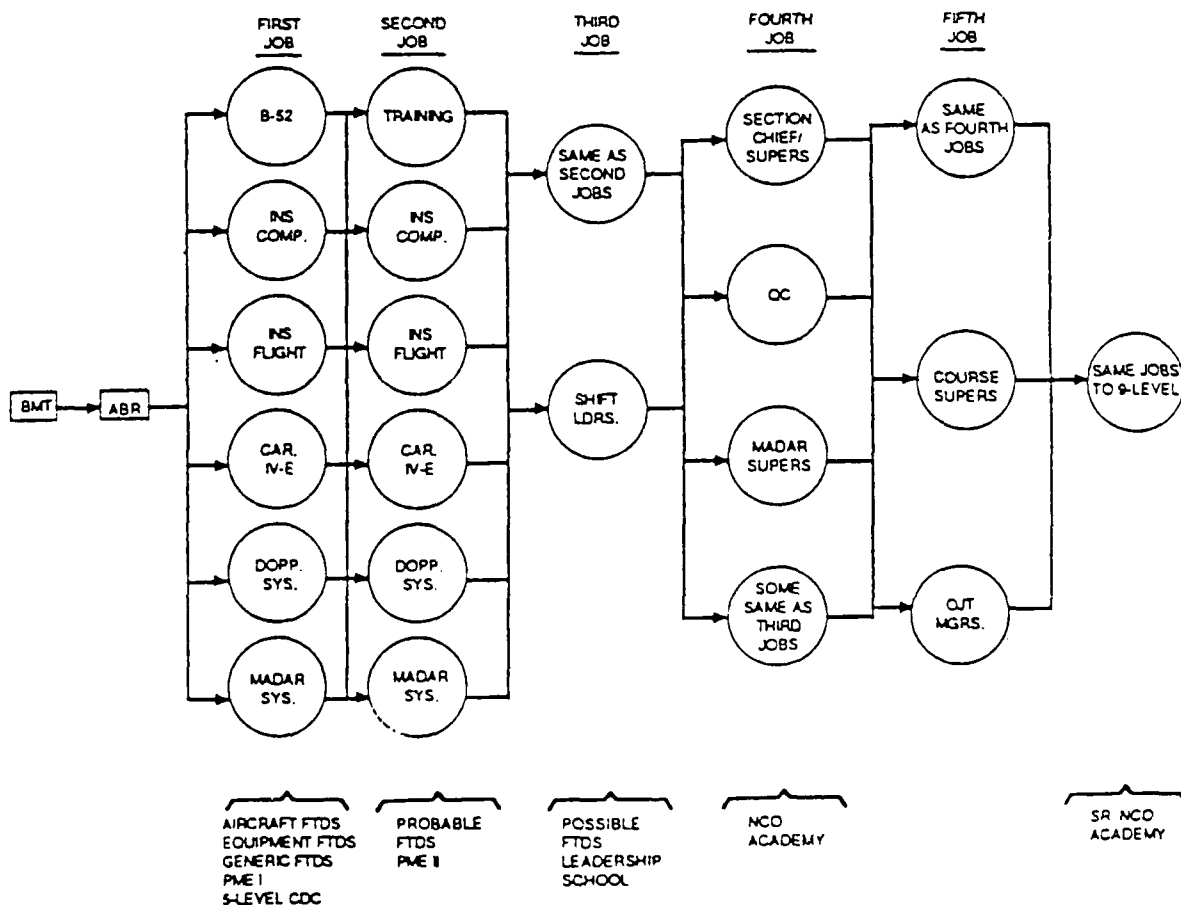 FIRST
JOB
SECOND
JOB
THIRD
JOB
FOURTH
JOB
FIFTH
JOB
B-52
TRAINING
SAME AS
SECOND
JOBS
SECTION
CHIEF/
SUPERS
SAME
AS FOURTH
JOBS
INS
COMP.
INS
COMP.
QC
INS
FLIGHT
INS
FLIGHT
BMT
ABR
SHIFT
LDRS.
COURSE
SUPERS
SAME JOBS
TO 9-LEVEL
CAR.
IV-E
CAR.
IV-E
MADAR
SUPERS
DOPP.
SYS.
DOPP.
SYS.
SOME
SAME AS
THIRD
JOBS
OJT
MGRS.
MADAR
SYS.
MADAR
SYS.
AIRCRAFT FTDS
EQUIPMENT FTDS
GENERIC FTDS
PME I
5-LEVEL CDC
PROBABLE
FTDS
PME II
POSSIBLE
FTDS
LEADERSHIP
SCHOOL
NCO
ACADEMY
SR. NCO
ACADEMY